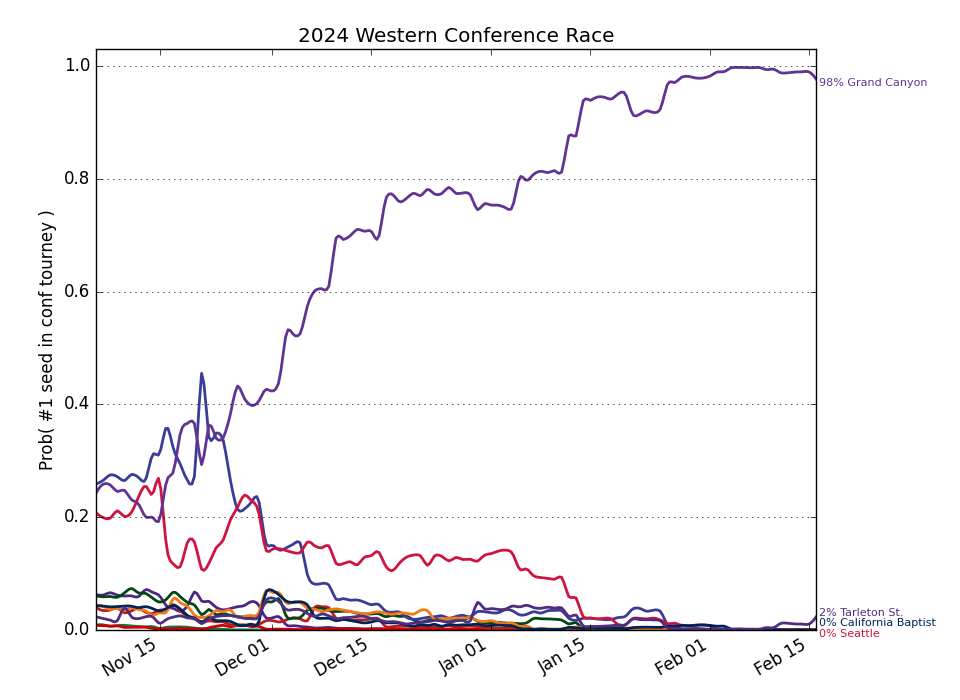 2024 Western Conference Race
Prob( #1 seed in conf tourney )
1.0
0.8
0.6
0.4
0.2
0.0
98% Grand Canyon
2% Tarleton St.
0% California Baptist
0% Seattle
Nov 15
Dec 01
Dec 15
Jan 01
Jan 15
Feb 01
Feb 15